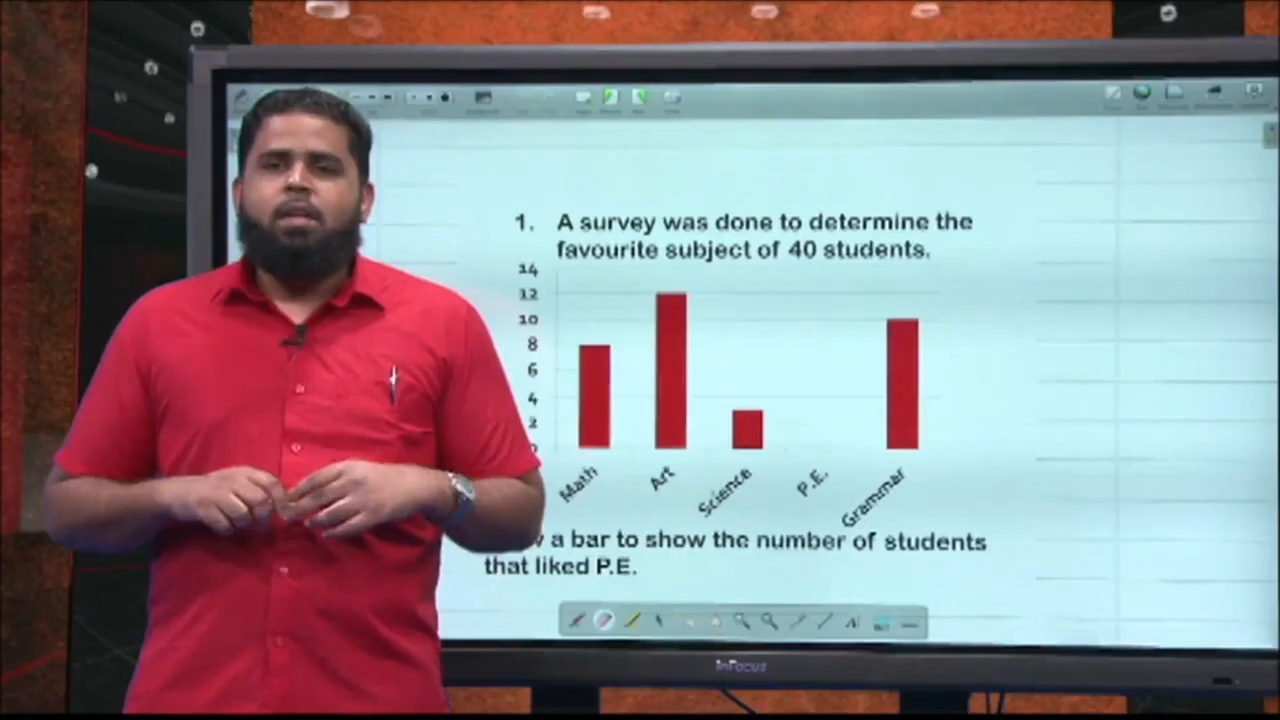 1. A survey was done to determine the
favourite subject of 40 students.
14
12
10
8
6
4
2
Math
Art
Science
P.E.
Grammar
a bar to show the number of students
that liked P.E.
InFocus